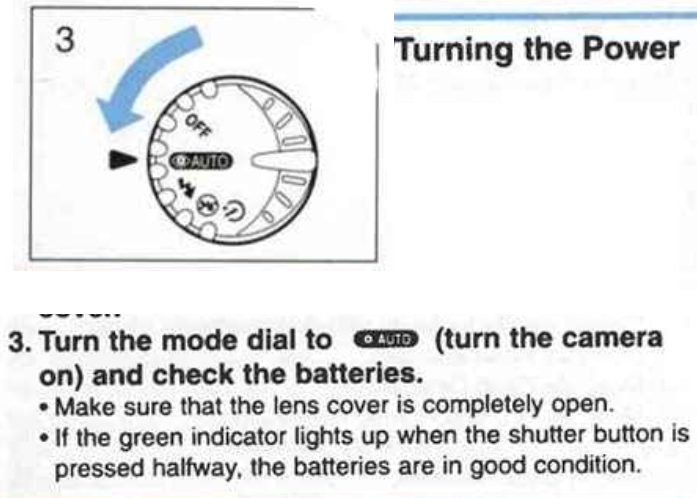 3
Turning the Power
OFF
AUTO
3. Turn the mode dial to AUTO (turn the camera
on) and check the batteries.
• Make sure that the lens cover is completely open.
• If the green indicator lights up when the shutter button is
pressed halfway, the batteries are in good condition.